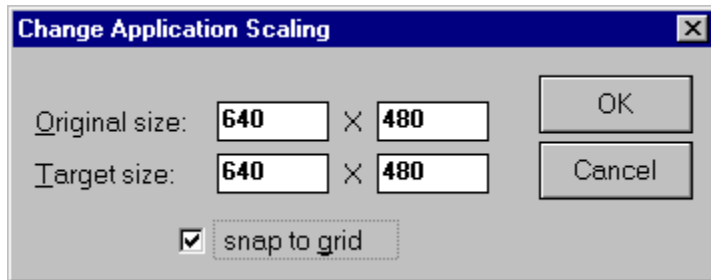 Change Application Scaling
Original size: 640 X 480
OK
Target size: 640 X 480
Cancel
snap to grid